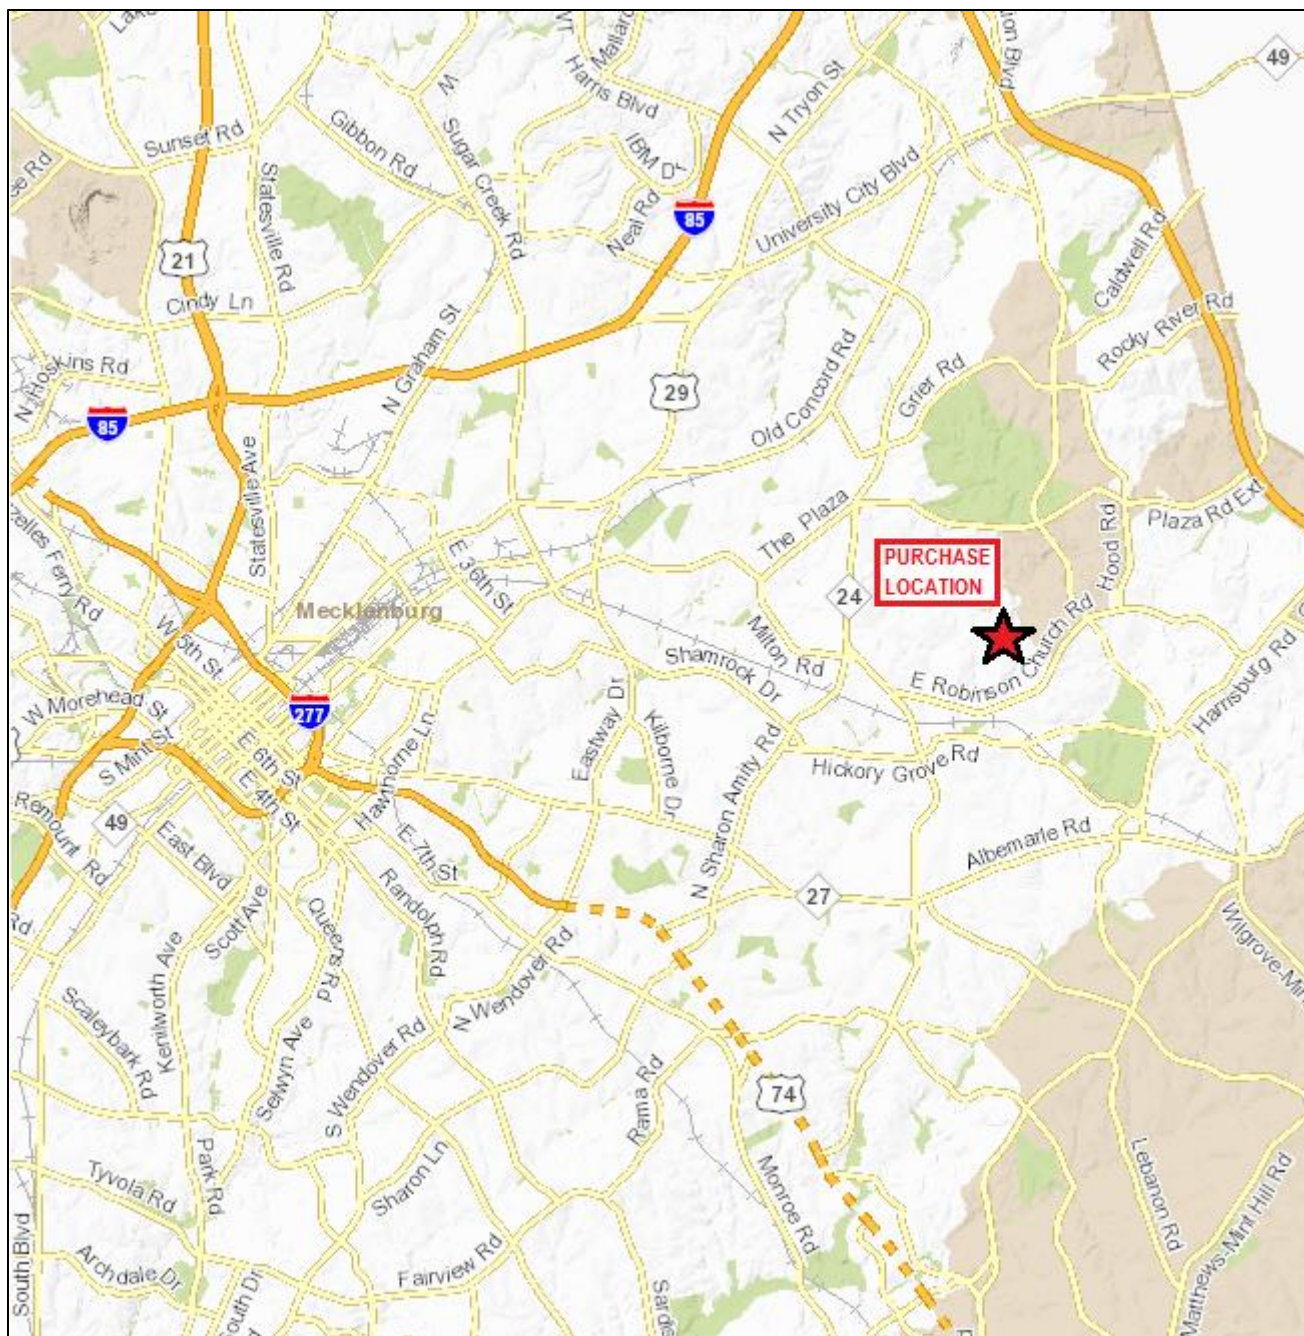 Harris Blvd
N Tryon St
49
Sunset Rd
Gibbon Rd
Sugar Creek Rd
IBM Dr
Neal Rd
85
University City Blvd
Statesville Rd
21
Cindy Ln
Caldwell Rd
Rocky River Rd
N Hoskins Rd
N Graham St
29
Old Concord Rd
Grier Rd
85
Statesville Ave
The Plaza
Plaza Rd Ext
Hood Rd
PURCHASE
LOCATION
E 36th St
24
Mecklenburg
Ferry Rd
W 5th St
Milton Rd
Shamrock Dr
E Robinson Church Rd
Harrisburg Rd
W Morehead St
277
Eastway Dr
Kilborne Dr
S Mint St
E 6th St
E 4th St
Hawthorne Ln
N Sharon Amity Rd
Hickory Grove Rd
Remount Rd
49
East Blvd
E 7th St
Albemarle Rd
27
Scott Ave
Queens Rd
Randolph Rd
N Wendover Rd
Kenilworth Ave
Scaleybark Rd
Selwyn Ave
S Wendover Rd
Rama Rd
74
Park Rd
Tyvola Rd
Sharon Ln
Monroe Rd
Lebanon Rd
Matthews-Mint Hill Rd
South Blvd
Archdale Dr
Fairview Rd